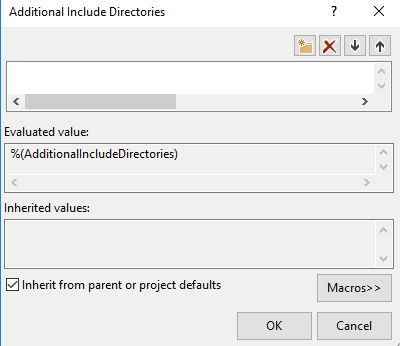 Additional Include Directories
?
Evaluated value:
%(AdditionalIncludeDirectories)
Inherited values:
Inherit from parent or project defaults
Macros>>
OK
Cancel